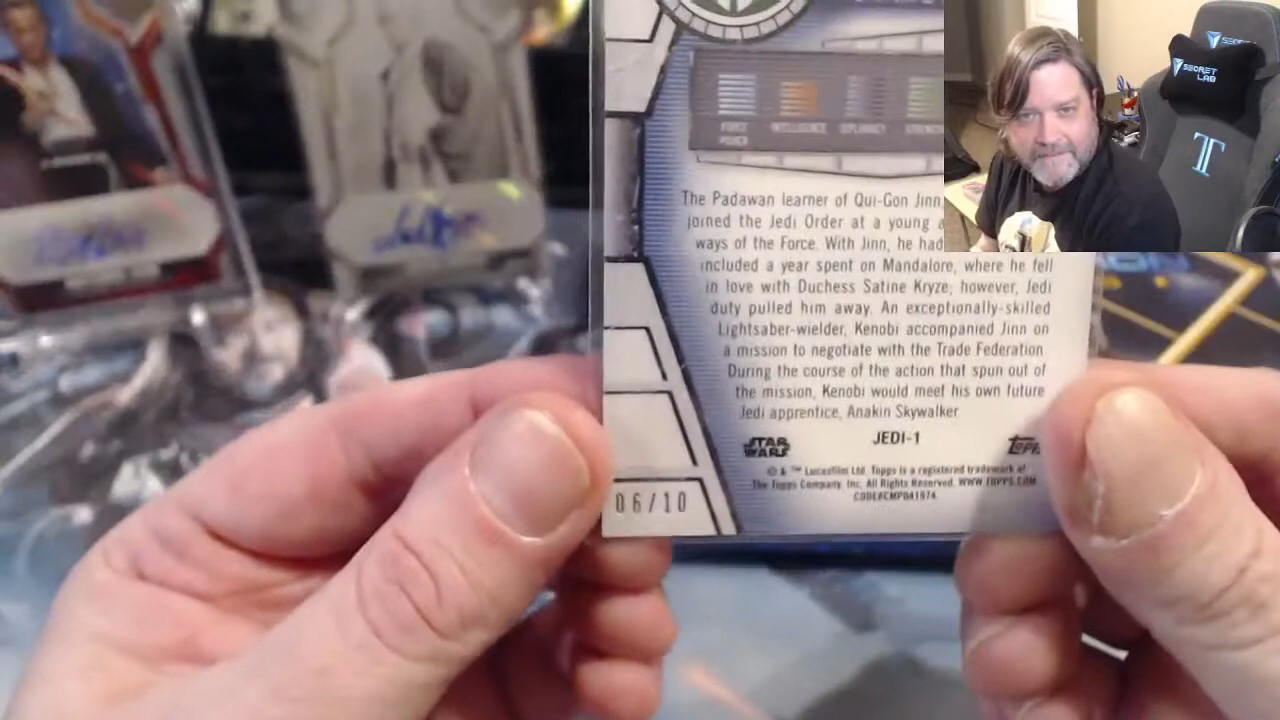 SECRET
LAB
FORCE
POWER
INTELLIGENCE
DIPLOMACY
The Padawan learner of Qui-Gon Jinn,
joined the Jedi Order at a young a
ways of the Force. With Jinn, he had
included a year spent on Mandalore, where he fell
in love with Duchess Satine Kryze; however, Jedi
duty pulled him away. An exceptionally-skilled
Lightsaber-wielder, Kenobi accompanied Jinn on
a mission to negotiate with the Trade Federation
During the course of the action that spun out of
the mission, Kenobi would meet his own future
Jedi apprentice, Anakin Skywalker
STAR
WARS
JEDI-1
TOPPS
© & ™ Lucasfilm Ltd. Topps is a registered trademark of
The Topps Company, Inc. All Rights Reserved. WWW.TOPPS.COM
CODE#CMP041974
06/10